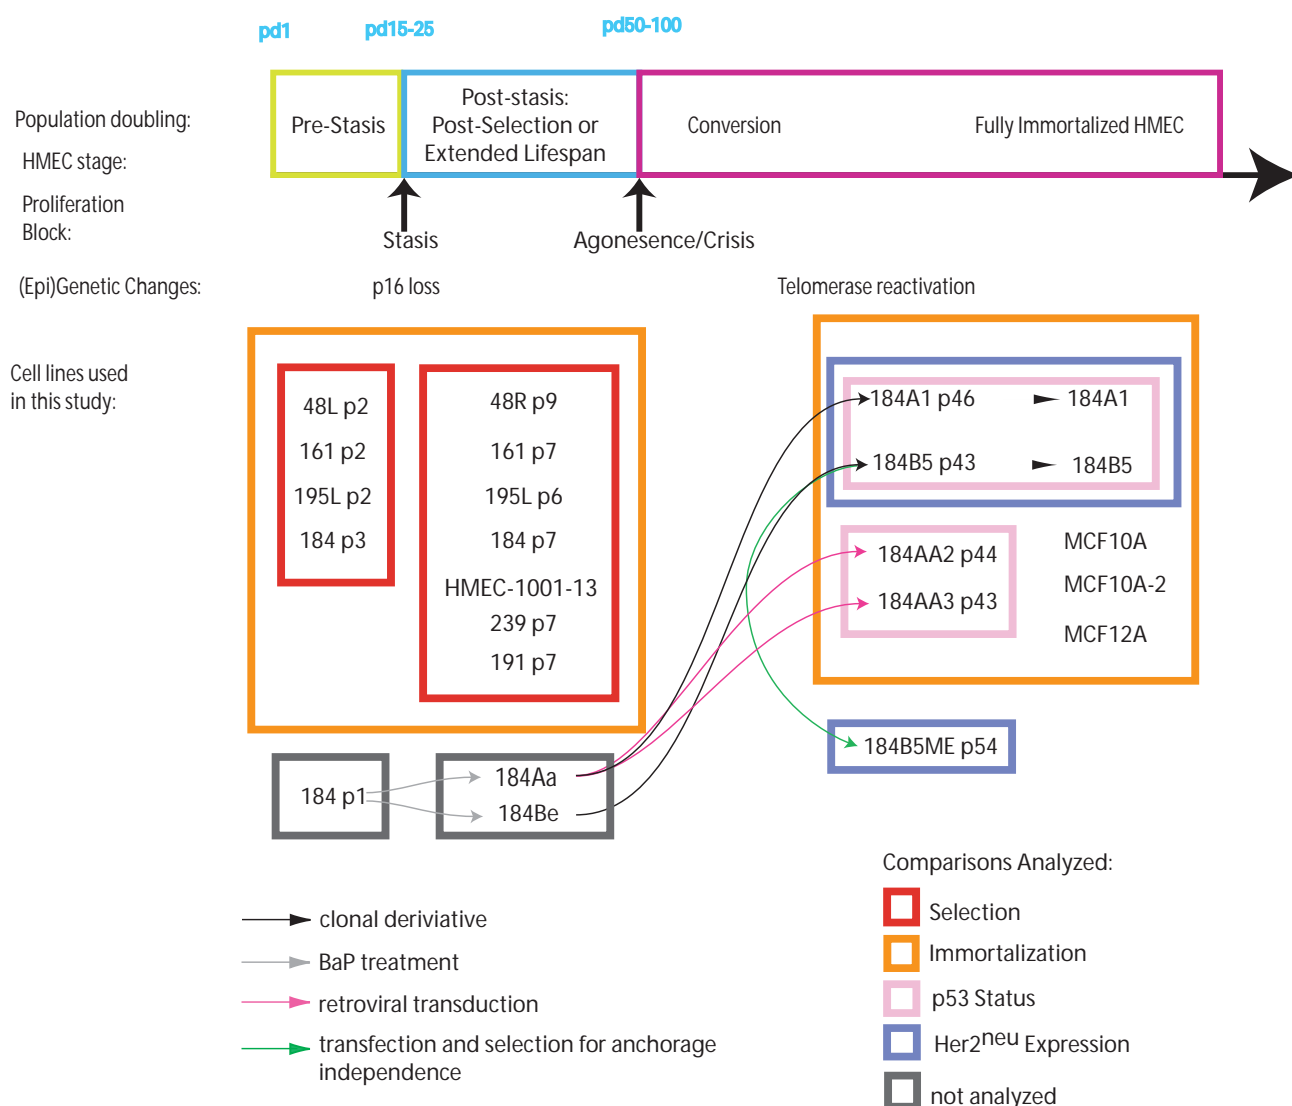 pd1
pd15-25
pd50-100
Population doubling:
HMEC stage:
Proliferation
Block:
Pre-Stasis
Post-stasis:
Post-Selection or
Extended Lifespan
Conversion
Fully Immortalized HMEC
Stasis
Agonesence/Crisis
(Epi)Genetic Changes:
p16 loss
Telomerase reactivation
Cell lines used
in this study:
48L p2
161 p2
195L p2
184 p3
48R p9
161 p7
195L p6
184 p7
HMEC-1001-13
239 p7
191 p7
184A1 p46
184A1
184B5 p43
184B5
184AA2 p44
184AA3 p43
MCF10A
MCF10A-2
MCF12A
184B5ME p54
184 p1
184Aa
184Be
clonal deriviative
BaP treatment
retroviral transduction
transfection and selection for anchorage
independence
Comparisons Analyzed:
Selection
Immortalization
p53 Status
Her2neu Expression
not analyzed